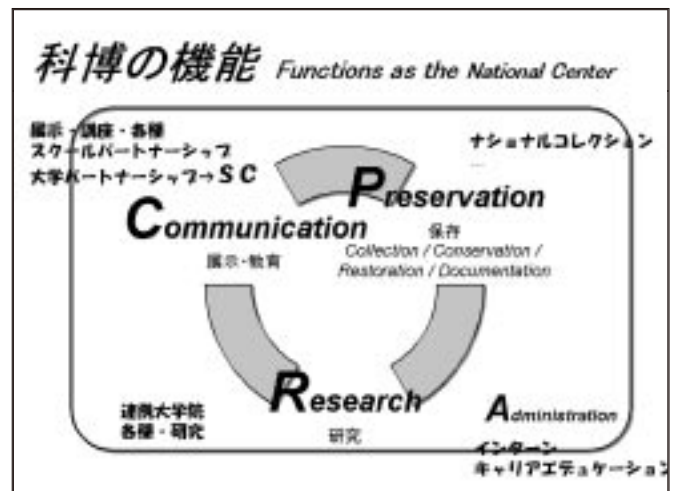 科博の機能 Functions as the National Center
展示・講座・各種
スクールパートナーシップ
大学パートナーシップ→SC
ナショナルコレクション
...
Preservation
保存
Collection / Conservation /
Restoration / Documentation
Communication
展示・教育
Research
研究
連携大学院
各種・研究
Administration
インターン
キャリアエデュケーション